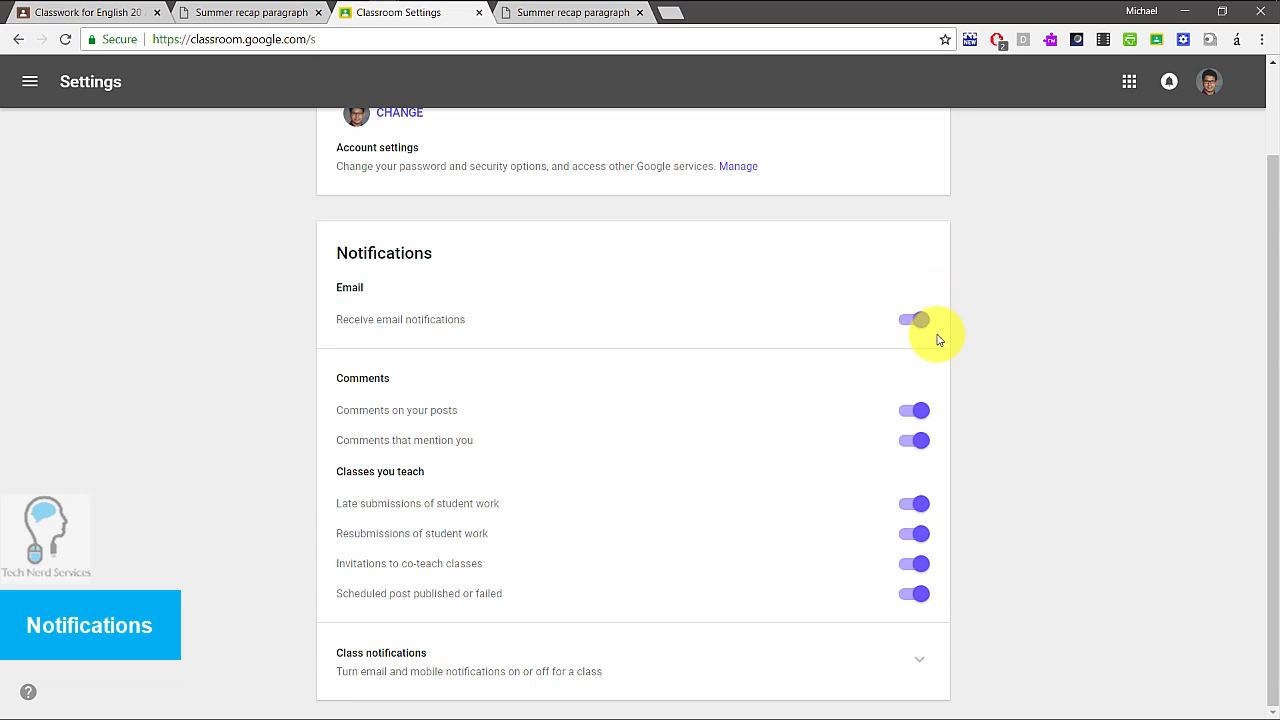 Classwork for English 20
Summer recap paragraph
Classroom Settings
Summer recap paragraph
Michael
Secure
https://classroom.google.com/s
NEW
2
D
á
Settings
CHANGE
Account settings
Change your password and security options, and access other Google services. Manage
Notifications
Email
Receive email notifications
Comments
Comments on your posts
Comments that mention you
Classes you teach
Late submissions of student work
Resubmissions of student work
Invitations to co-teach classes
Scheduled post published or failed
Class notifications
Turn email and mobile notifications on or off for a class
Tech Nerd Services
Notifications
?